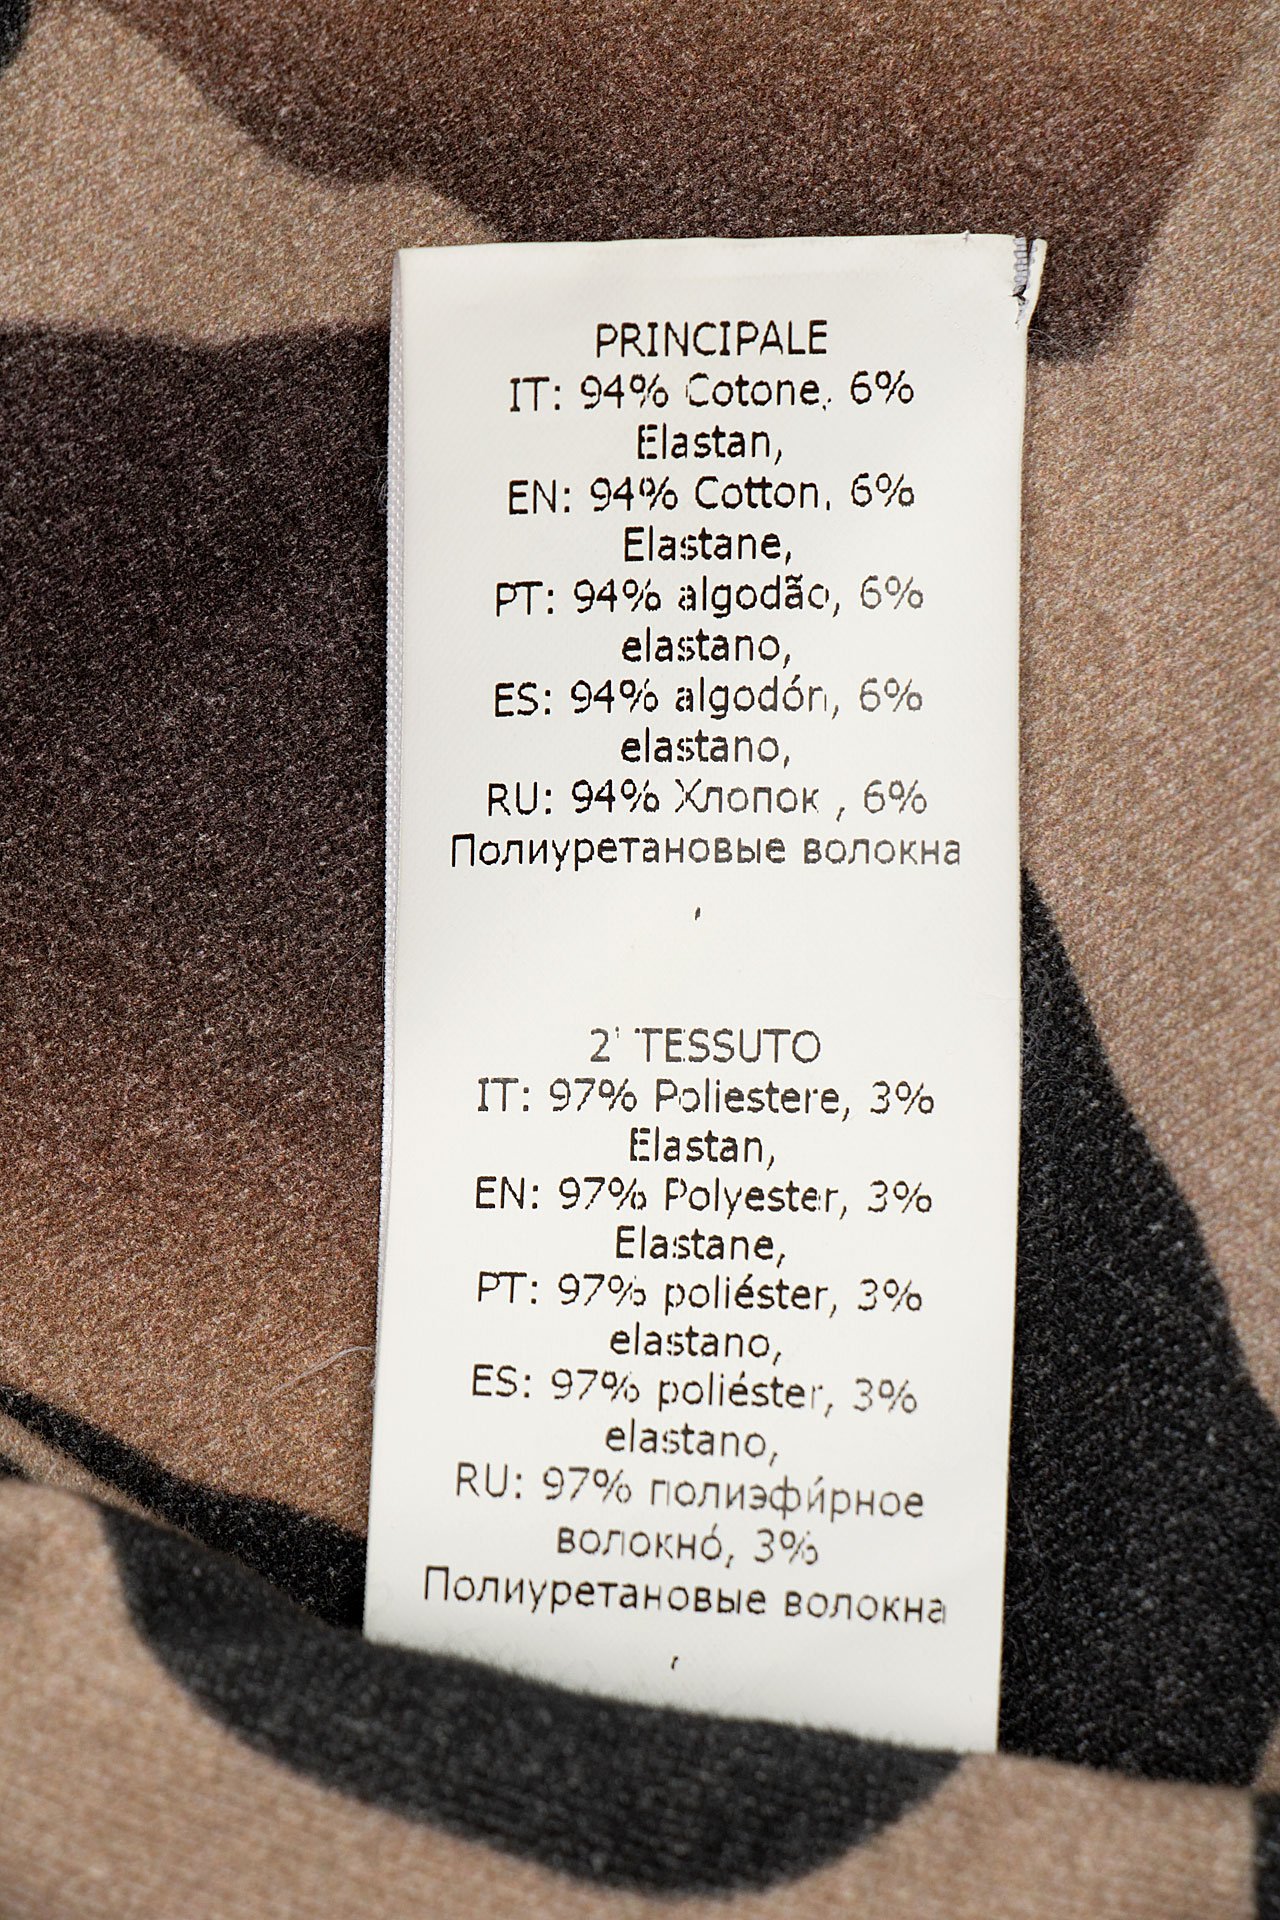 PRINCIPALE
IT: 94% Cotone, 6%
Elastan,
EN: 94% Cotton, 6%
Elastane,
PT: 94% algodão, 6%
elastano,
ES: 94% algodón, 6%
elastano,
RU: 94% Хлопок , 6%
Полиуретановые волокна
,
2' TESSUTO
IT: 97% Poliestere, 3%
Elastan,
EN: 97% Polyester, 3%
Elastane,
PT: 97% poliéster, 3%
elastano,
ES: 97% poliéster, 3%
elastano,
RU: 97% полиэфи́рное
волокно́, 3%
Полиуретановые волокна
,